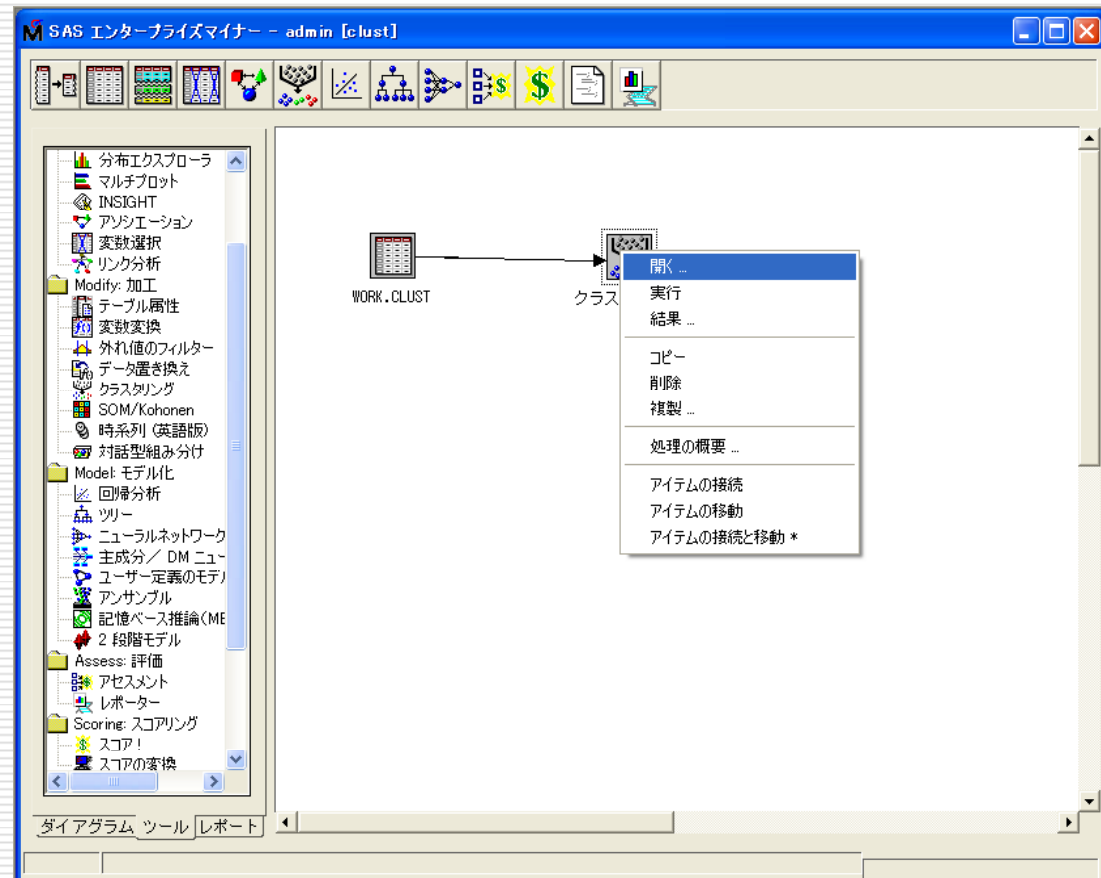 SAS エンタープライズマイナー - admin [clust]
分布エクスプローラ
マルチプロット
INSIGHT
アソシエーション
変数選択
リンク分析
Modify: 加工
テーブル属性
変数変換
外れ値のフィルター
データ置き換え
クラスタリング
SOM/Kohonen
時系列 (英語版)
対話型組み分け
Model: モデル化
回帰分析
ツリー
ニューラルネットワーク
主成分/ DM ニュー
ユーザー定義のモデル
アンサンブル
記憶ベース推論(ME
2 段階モデル
Assess: 評価
アセスメント
レポーター
Scoring: スコアリング
スコア!
スコアの変換
ダイアグラム ツール レポート
WORK.CLUST
クラス
開く ...
実行
結果 ...
コピー
削除
複製 ...
処理の概要 ...
アイテムの接続
アイテムの移動
アイテムの接続と移動 *